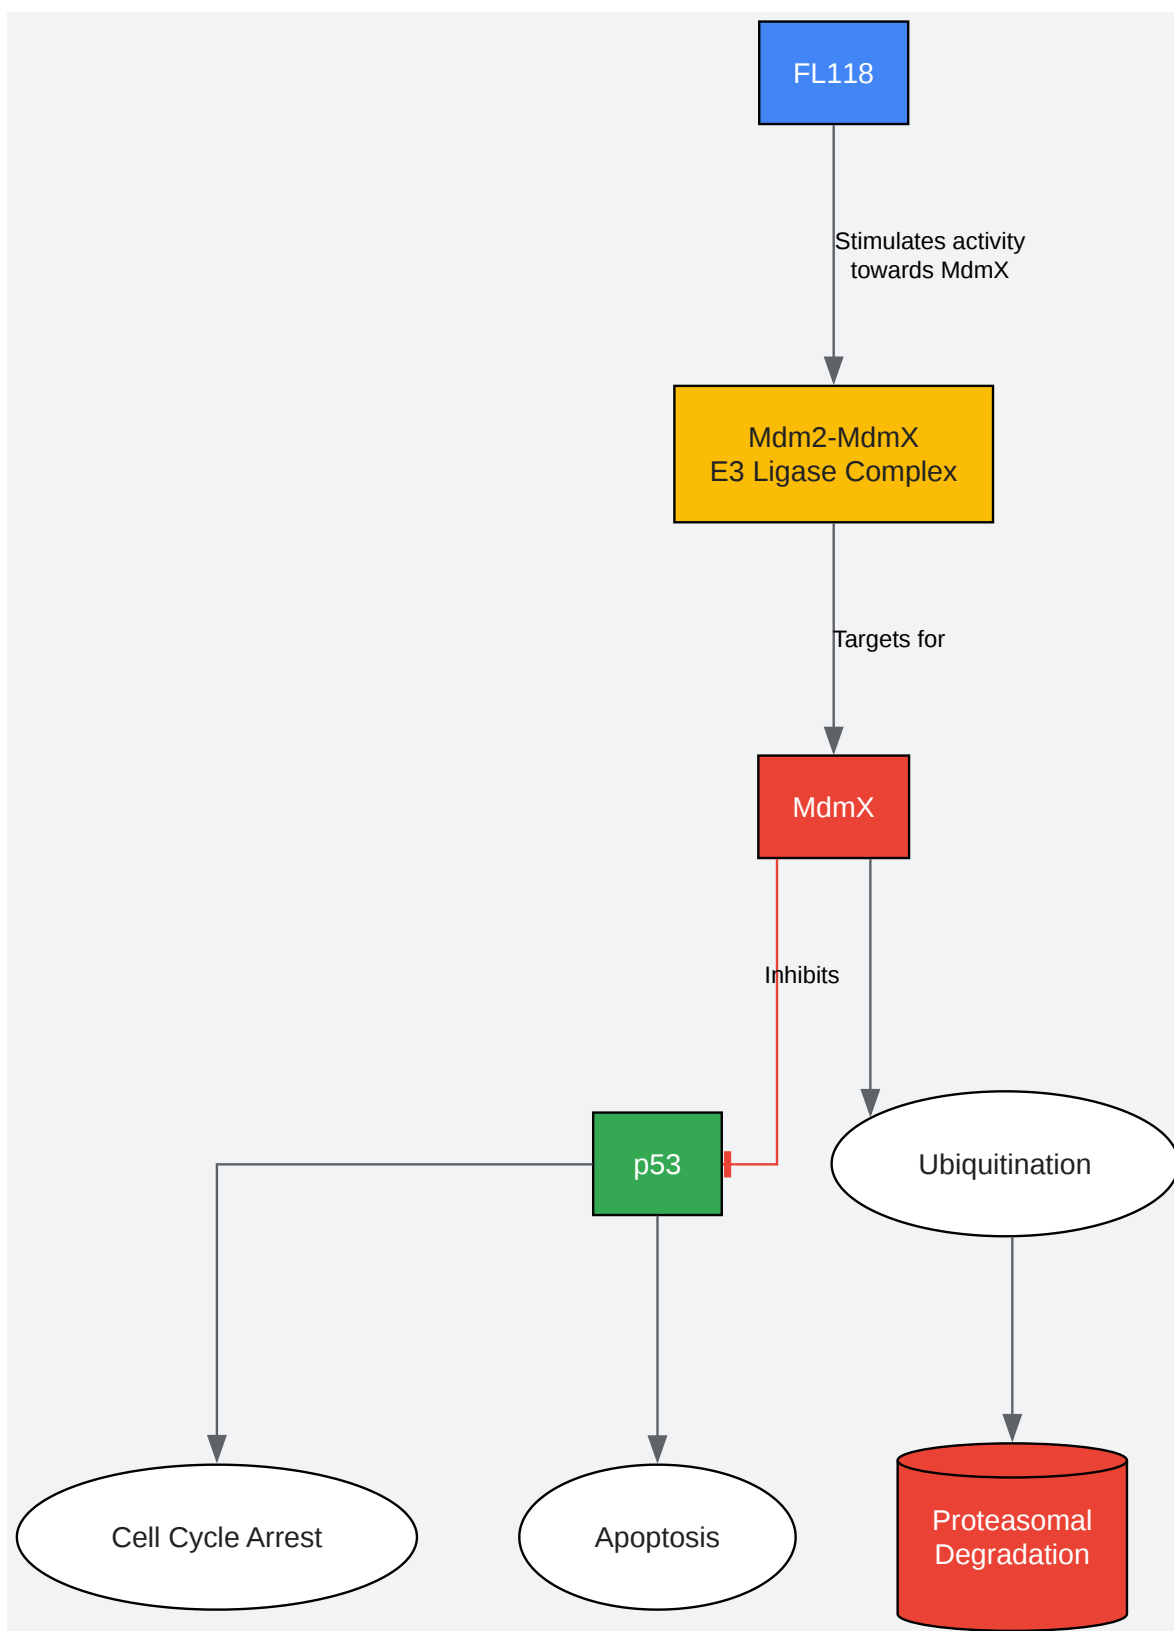 FL118
Stimulates activity
towards MdmX
Mdm2-MdmX
E3 Ligase Complex
Targets for
MdmX
Inhibits
p53
Ubiquitination
Cell Cycle Arrest
Apoptosis
Proteasomal
Degradation